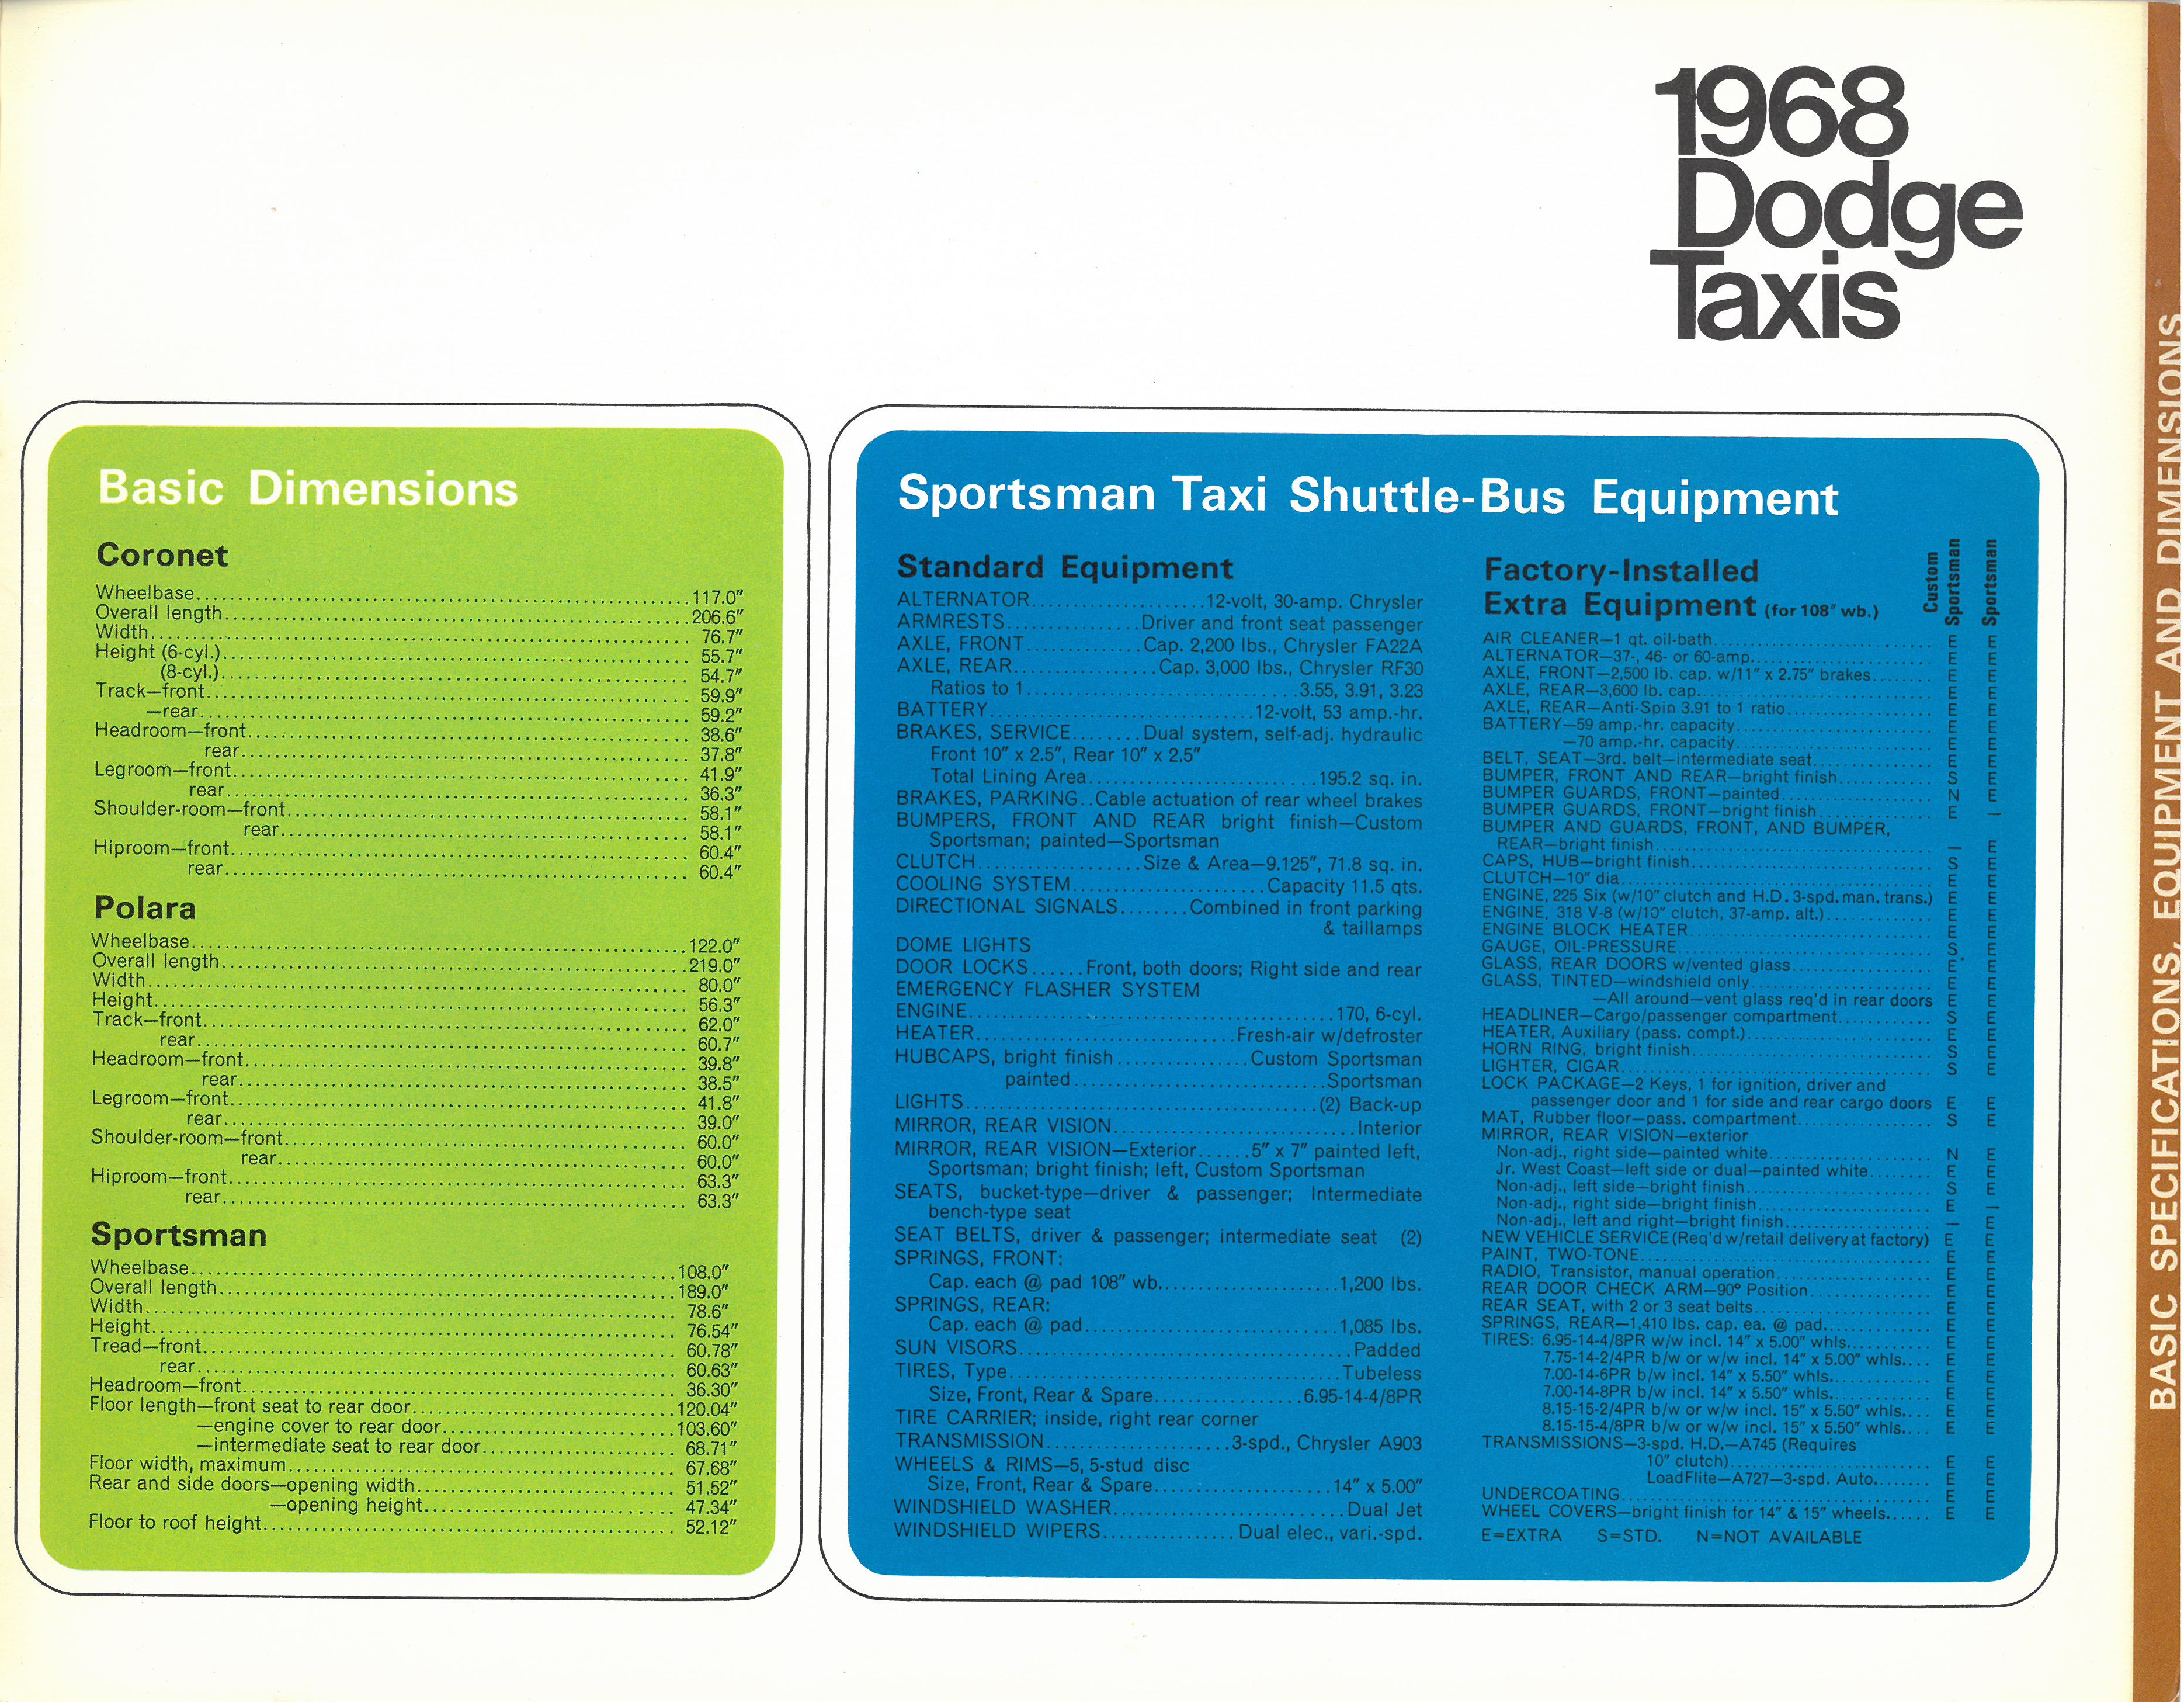 1968
Dodge
Taxis
Basic Dimensions
Coronet
Wheelbase........117.0"
Overall length........206.6"
Width........76.7"
Height (6-cyl.)........55.7"
(8-cyl.)........54.7"
Track—front........59.9"
—rear........59.2"
Headroom—front........38.6"
rear........37.8"
Legroom—front........41.9"
rear........36.3"
Shoulder-room—front........58.1"
rear........58.1"
Hiproom—front........60.4"
rear........60.4"
Polara
Wheelbase........122.0"
Overall length........219.0"
Width........80.0"
Height........56.3"
Track—front........62.0"
rear........60.7"
Headroom—front........39.8"
rear........38.5"
Legroom—front........41.8"
rear........39.0"
Shoulder-room—front........60.0"
rear........60.0"
Hiproom—front........63.3"
rear........63.3"
Sportsman
Wheelbase........108.0"
Overall length........189.0"
Width........78.6"
Height........76.54"
Tread—front........60.78"
rear........60.63"
Headroom—front........36.30"
Floor length—front seat to rear door........120.04"
—engine cover to rear door........103.60"
—intermediate seat to rear door........68.71"
Floor width, maximum........67.68"
Rear and side doors—opening width........51.52"
—opening height........47.34"
Floor to roof height........52.12"
Sportsman Taxi Shuttle-Bus Equipment
Standard Equipment
ALTERNATOR........12-volt, 30-amp. Chrysler
ARMRESTS........Driver and front seat passenger
AXLE, FRONT........Cap. 2,200 lbs., Chrysler FA22A
AXLE, REAR........Cap. 3,000 lbs., Chrysler RF30
Ratios to 1........3.55, 3.91, 3.23
BATTERY........12-volt, 53 amp.-hr.
BRAKES, SERVICE........Dual system, self-adj. hydraulic
Front 10" x 2.5", Rear 10" x 2.5"
Total Lining Area........195.2 sq. in.
BRAKES, PARKING..Cable actuation of rear wheel brakes
BUMPERS, FRONT AND REAR bright finish—Custom
Sportsman; painted—Sportsman
CLUTCH........Size & Area—9.125", 71.8 sq. in.
COOLING SYSTEM........Capacity 11.5 qts.
DIRECTIONAL SIGNALS........Combined in front parking
& taillamps
DOME LIGHTS
DOOR LOCKS......Front, both doors; Right side and rear
EMERGENCY FLASHER SYSTEM
ENGINE........170, 6-cyl.
HEATER........Fresh-air w/defroster
HUBCAPS, bright finish........Custom Sportsman
painted........Sportsman
LIGHTS........(2) Back-up
MIRROR, REAR VISION........Interior
MIRROR, REAR VISION—Exterior......5" x 7" painted left,
Sportsman; bright finish; left, Custom Sportsman
SEATS, bucket-type—driver & passenger; Intermediate
bench-type seat
SEAT BELTS, driver & passenger; intermediate seat (2)
SPRINGS, FRONT:
Cap. each @ pad 108" wb........1,200 lbs.
SPRINGS, REAR:
Cap. each @ pad........1,085 lbs.
SUN VISORS........Padded
TIRES, Type........Tubeless
Size, Front, Rear & Spare........6.95-14-4/8PR
TIRE CARRIER; inside, right rear corner
TRANSMISSION........3-spd., Chrysler A903
WHEELS & RIMS—5, 5-stud disc
Size, Front, Rear & Spare........14" x 5.00"
WINDSHIELD WASHER........Dual Jet
WINDSHIELD WIPERS........Dual elec., vari.-spd.
Factory-Installed
Extra Equipment (for 108" wb.)
Custom
Sportsman
Sportsman
AIR CLEANER—1 qt. oil-bath........E E
ALTERNATOR—37-, 46- or 60-amp........E E
AXLE, FRONT—2,500 lb. cap. w/11" x 2.75" brakes........E E
AXLE, REAR—3,600 lb. cap........E E
AXLE, REAR—Anti-Spin 3.91 to 1 ratio........E E
BATTERY—59 amp.-hr. capacity........E E
—70 amp.-hr. capacity........E E
BELT, SEAT—3rd. belt—intermediate seat........E E
BUMPER, FRONT AND REAR—bright finish........S E
BUMPER GUARDS, FRONT—painted........N E
BUMPER GUARDS, FRONT—bright finish........E —
BUMPER AND GUARDS, FRONT, AND BUMPER,
REAR—bright finish........— E
CAPS, HUB—bright finish........S E
CLUTCH—10" dia........E E
ENGINE, 225 Six (w/10" clutch and H.D. 3-spd. man. trans.) E E
ENGINE, 318 V-8 (w/10" clutch, 37-amp. alt.)........E E
ENGINE BLOCK HEATER........E E
GAUGE, OIL-PRESSURE........S E
GLASS, REAR DOORS w/vented glass........E E
GLASS, TINTED—windshield only........E E
—All around—vent glass req'd in rear doors E E
HEADLINER—Cargo/passenger compartment........S E
HEATER, Auxiliary (pass. compt.)........E E
HORN RING, bright finish........S E
LIGHTER, CIGAR........S E
LOCK PACKAGE—2 Keys, 1 for ignition, driver and
passenger door and 1 for side and rear cargo doors E E
MAT, Rubber floor—pass. compartment........S E
MIRROR, REAR VISION—exterior
Non-adj., right side—painted white........N E
Jr. West Coast—left side or dual—painted white........E E
Non-adj., left side—bright finish........S E
Non-adj., right side—bright finish........E —
Non-adj., left and right—bright finish........— E
NEW VEHICLE SERVICE (Req'd w/retail delivery at factory) E E
PAINT, TWO-TONE........E E
RADIO, Transistor, manual operation........E E
REAR DOOR CHECK ARM—90° Position........E E
REAR SEAT, with 2 or 3 seat belts........E E
SPRINGS, REAR—1,410 lbs. cap. ea. @ pad........E E
TIRES: 6.95-14-4/8PR w/w incl. 14" x 5.00" whls........E E
7.75-14-2/4PR b/w or w/w incl. 14" x 5.00" whls....E E
7.00-14-6PR b/w incl. 14" x 5.50" whls........E E
7.00-14-8PR b/w incl. 14" x 5.50" whls........E E
8.15-15-2/4PR b/w or w/w incl. 15" x 5.50" whls....E E
8.15-15-4/8PR b/w or w/w incl. 15" x 5.50" whls....E E
TRANSMISSIONS—3-spd. H.D.—A745 (Requires
10" clutch)........E E
LoadFlite—A727—3-spd. Auto........E E
UNDERCOATING........E E
WHEEL COVERS—bright finish for 14" & 15" wheels......E E
E=EXTRA S=STD. N=NOT AVAILABLE
BASIC SPECIFICATIONS, EQUIPMENT AND DIMENSIONS